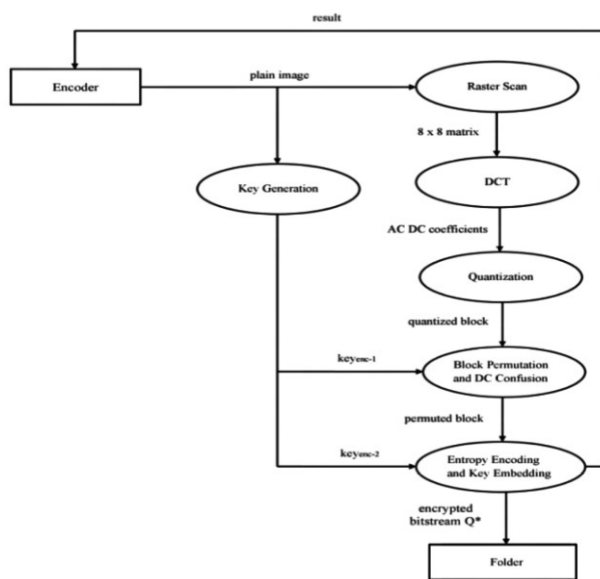 result
Encoder
plain image
Raster Scan
8 x 8 matrix
Key Generation
DCT
AC DC coefficients
Quantization
quantized block
keyenc-1
Block Permutation
and DC Confusion
permuted block
keyenc-2
Entropy Encoding
and Key Embedding
encrypted
bitstream Q*
Folder